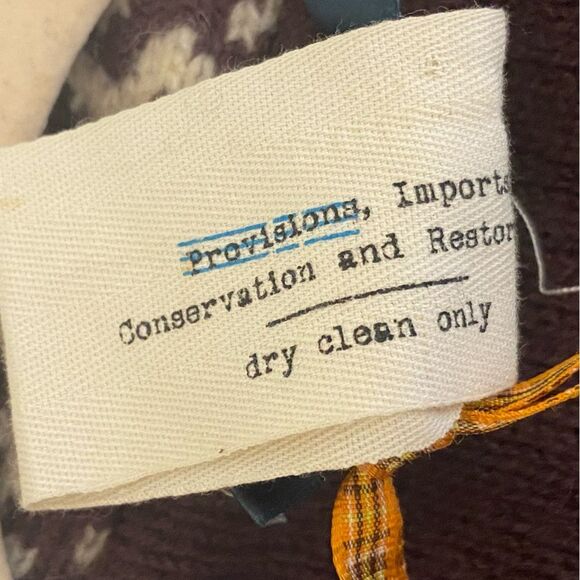 Provisions, Imports
Conservation and Restor
dry clean only